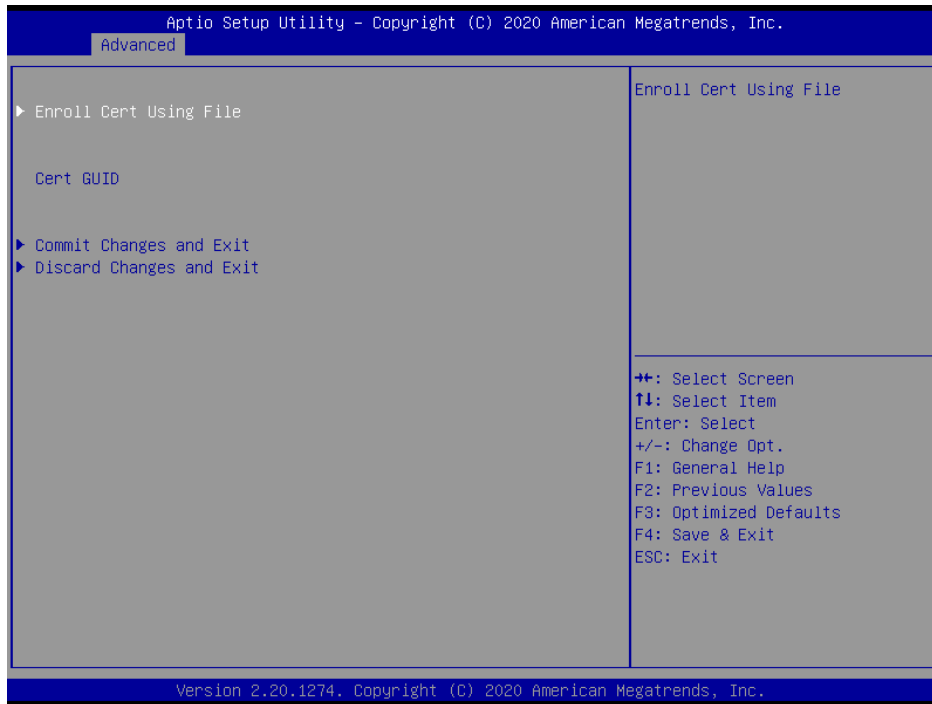 Aptio Setup Utility – Copyright (C) 2020 American Megatrends, Inc.
Advanced
▶ Enroll Cert Using File
Cert GUID
▶ Commit Changes and Exit
▶ Discard Changes and Exit
Enroll Cert Using File
→←: Select Screen
↑↓: Select Item
Enter: Select
+/-: Change Opt.
F1: General Help
F2: Previous Values
F3: Optimized Defaults
F4: Save & Exit
ESC: Exit
Version 2.20.1274. Copyright (C) 2020 American Megatrends, Inc.